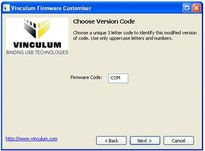 Vinculum Firmware Customiser
Choose Version Code
Choose a unique 3 letter code to identify this modified version
of code. Use only uppercase letters and numbers.
VINCULUM
BINDING USB TECHNOLOGIES
Firmware Code: COM
http://www.vinculum.com
< Back Next > Cancel